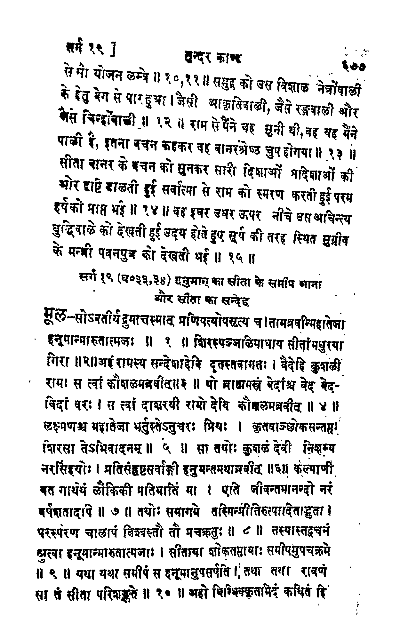 सर्ग १९ ] सुन्दर काण्ड ६७७
से सौ योजन लम्बे ॥ १०,११॥ समुद्र को उस विशाल नेत्रोंवाली
के हेतु वेग से पार हुआ। जैसी आकृतिवाली, जैसे रङ्गवाली और
जैसे चिन्होंवाली ॥ १२ ॥ राम से मैंने वह सुनी थी, वह यह मैंने
पाली है, इतना वचन कहकर वह वानरश्रेष्ठ चुप होगया ॥ १३ ॥
सीता वानर के वचन को सुनकर सारी दिशाओं प्रदिशाओं की
ओर दृष्टि डालती हुई सर्वात्मा से राम को स्मरण करती हुई परम
हर्ष को प्राप्त भई ॥ १४॥ वह इधर उधर ऊपर नीचे उस अचिन्त्य
बुद्धिवाले को देखती हुई उदय होते हुए सूर्य की तरह स्थित सुग्रीव
के मन्त्री पवनपुत्र को देखती भई ॥ १५ ॥
सर्ग १९ (व०३३,३४) हनुमान् का सीता के समीप आना
और सीता का सन्देह
मूल-सोऽवतीर्य द्रुमात्तस्माद् प्रणिपत्योपसृत्य च।तामब्रवीन्महातेजा
हनूमान्मारुतात्मजः ॥ १ ॥ शिरस्यञ्जलिमाधाय सीतां मधुरया
गिरा ॥२॥अहं रामस्य सन्देशाद्देवि दूतस्तवागतः। वैदेहि कुशली
रामः स त्वां कौशलमब्रवीत्॥३॥ यो ब्राह्ममस्त्रं वेदांश्च वेद वेद-
विदां वरः। स त्वां दाशरथी रामो देवि कौशलमब्रवीत् ॥ ४ ॥
लक्ष्मणश्च महातेजा भर्तुस्तेऽनुचरः प्रियः । कृतवाञ्छोकसन्तप्तः
शिरसा तेऽभिवादनम् ॥ ५ ॥ सा तयोः कुशलं देवी निशम्य
नरसिंहयोः। प्रतिसंहृष्टसर्वाङ्गी हनुमन्तमथाब्रवीत् ॥६॥ कल्याणी
बत गाथेयं लौकिकी प्रतिभाति मा । एति जीवन्तमानन्दो नरं
वर्षशतादपि ॥ ७ ॥ तयोः समागमे तस्मिन्प्रीतिरुत्पादिताद्भुता।
परस्परेण चालापं विश्वस्तौ तौ प्रचक्रतुः ॥ ८ ॥ तस्यास्तद्वचनं
श्रुत्वा हनूमान्मारुतात्मजः। सीताया शोकतप्तायाः समीपमुपचक्रमे
॥ ९ ॥ यथा यथा समीपं स हनूमानुपसर्पति। तथा तथा रावणं
सा तं सीता परिशङ्कते ॥ १० ॥ अहो धिग्धिक्कृतमिदं कथितं हि